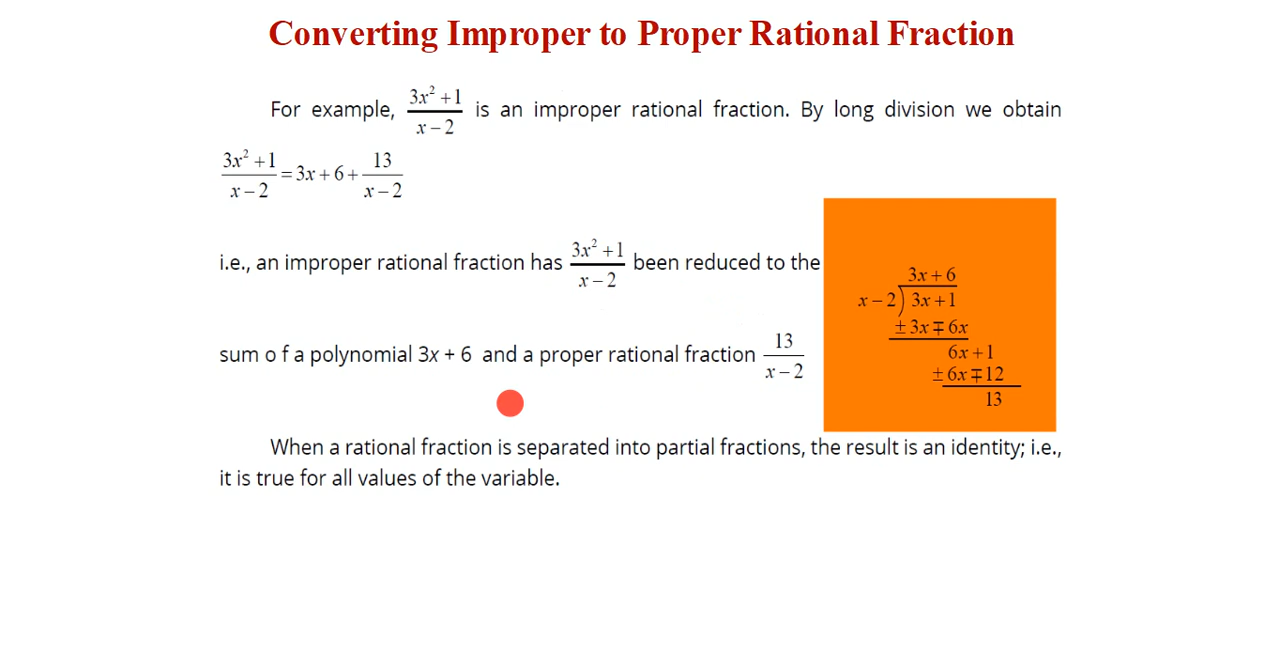 Converting Improper to Proper Rational Fraction
For example, (3x² + 1)/(x − 2) is an improper rational fraction. By long division we obtain
(3x² + 1)/(x − 2) = 3x + 6 + 13/(x − 2)
i.e., an improper rational fraction has (3x² + 1)/(x − 2) been reduced to the
sum o f a polynomial 3x + 6 and a proper rational fraction 13/(x − 2)
3x + 6
x − 2) 3x + 1
± 3x ∓ 6x
6x + 1
± 6x ∓ 12
13
When a rational fraction is separated into partial fractions, the result is an identity; i.e.,
it is true for all values of the variable.